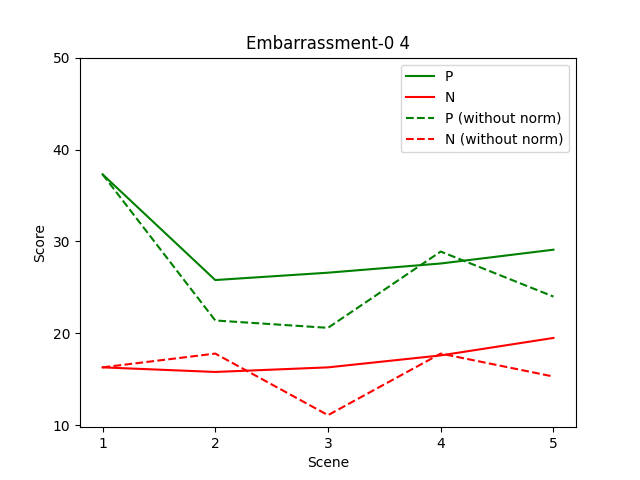 Embarrassment-0 4
P
N
P (without norm)
N (without norm)
50
40
30
20
10
Score
1 2 3 4 5
Scene